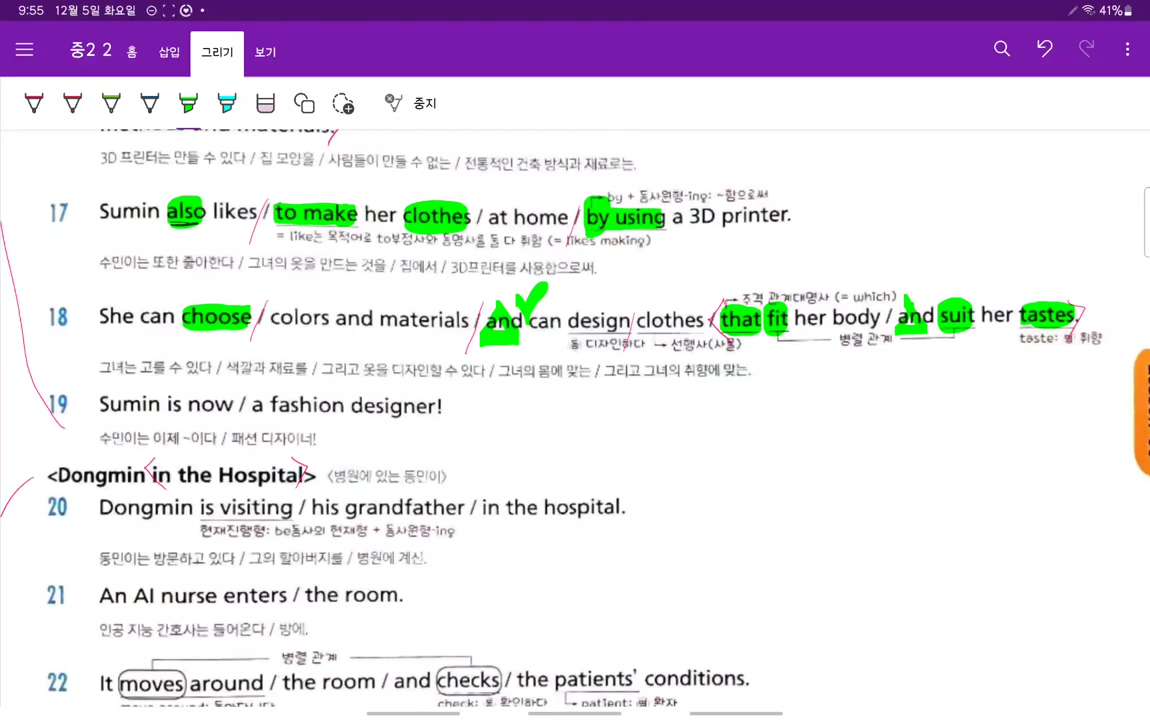 9:55 12월 5일 화요일 41%
중2 2 홈 삽입 그리기 보기
중지
and materials.
3D 프린터는 만들 수 있다 / 집 모양을 / 사람들이 만들 수 없는 / 전통적인 건축 방식과 재료로는.
by + 동사원형-ing: ~함으로써
17 Sumin also likes / to make her clothes / at home / by using a 3D printer.
= like는 목적어로 to부정사와 동명사를 둘 다 취함 (= likes making)
수민이는 또한 좋아한다 / 그녀의 옷을 만드는 것을 / 집에서 / 3D프린터를 사용함으로써.
주격 관계대명사 (= which)
18 She can choose / colors and materials / and can design / clothes / that fit her body / and suit her tastes.
동 디자인하다 선행사(사물) 병렬 관계 taste: 명 취향
그녀는 고를 수 있다 / 색깔과 재료를 / 그리고 옷을 디자인할 수 있다 / 그녀의 몸에 맞는 / 그리고 그녀의 취향에 맞는.
19 Sumin is now / a fashion designer!
수민이는 이제 ~이다 / 패션 디자이너!
<Dongmin in the Hospital> 〈병원에 있는 동민이〉
20 Dongmin is visiting / his grandfather / in the hospital.
현재진행형: be동사의 현재형 + 동사원형-ing
동민이는 방문하고 있다 / 그의 할아버지를 / 병원에 계신.
21 An AI nurse enters / the room.
인공 지능 간호사는 들어온다 / 방에.
병렬 관계
22 It moves around / the room / and checks / the patients' conditions.
move around: 돌아다니다 check: 동 확인하다 patient: 명 환자